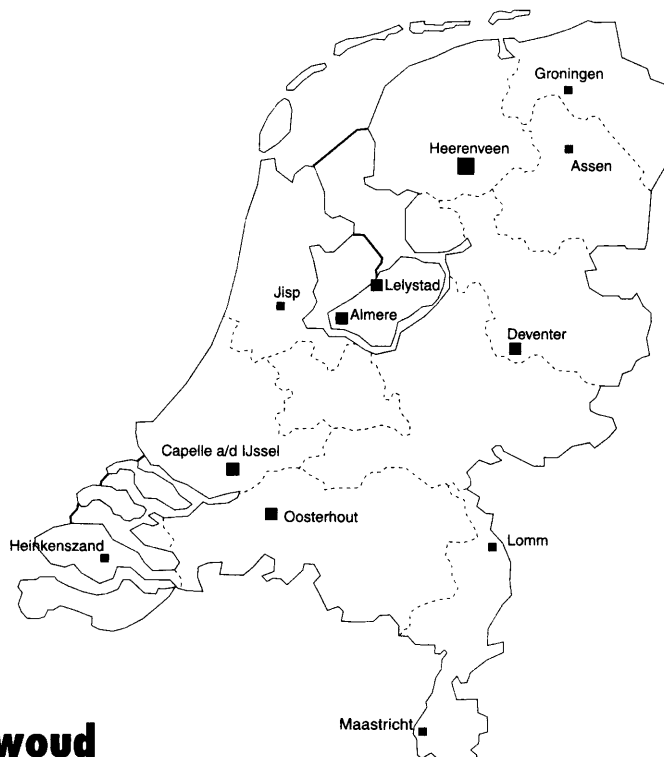 Groningen
Heerenveen
Assen
Lelystad
Jisp
Almere
Deventer
Capelle a/d IJssel
Oosterhout
Lomm
Heinkenszand
Maastricht
woud